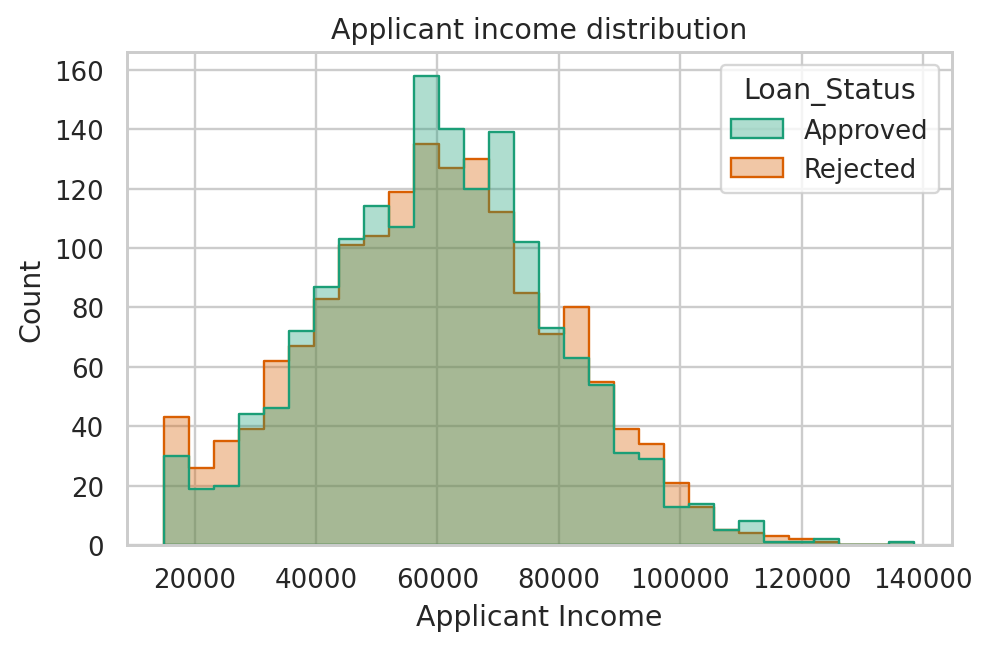 Applicant income distribution
160
140
120
100
80
60
40
20
0
Count
Loan_Status
Approved
Rejected
20000 40000 60000 80000 100000 120000 140000
Applicant Income